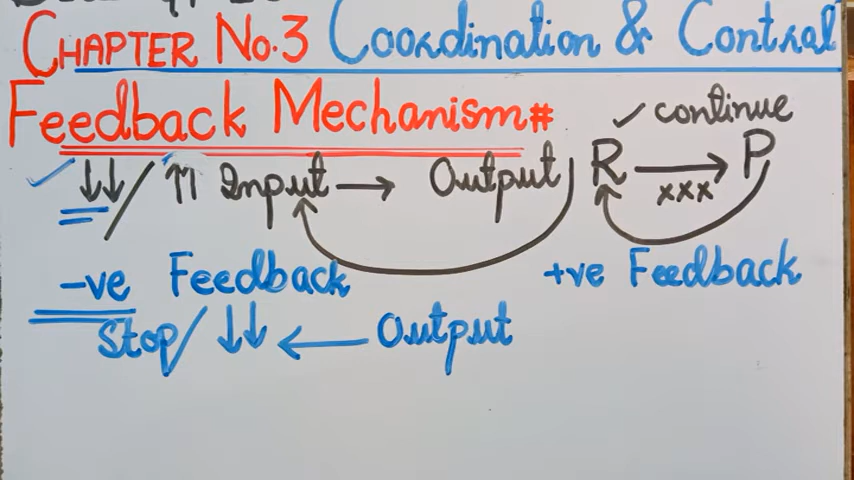 CHAPTER No.3 Coordination & Control
Feedback Mechanism#
✓ continue
↓↓/↑↑ Input → Output R → P
xxx
-ve Feedback +ve Feedback
Stop/↓↓ ← Output